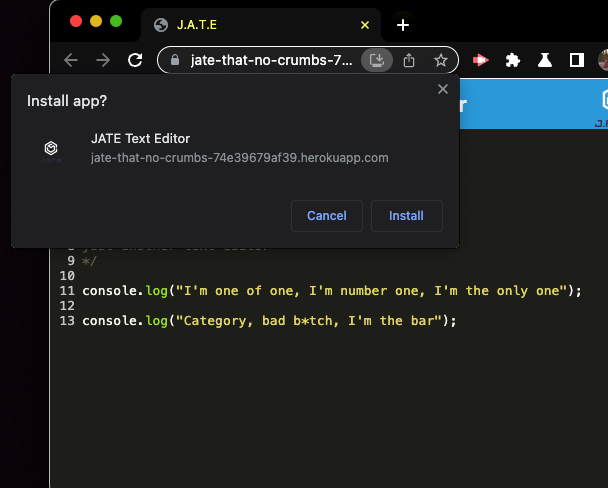 J.A.T.E
jate-that-no-crumbs-7...
Install app?
JATE Text Editor
jate-that-no-crumbs-74e39679af39.herokuapp.com
Cancel
Install
r
9 */
10
11 console.log("I'm one of one, I'm number one, I'm the only one");
12
13 console.log("Category, bad b*tch, I'm the bar");